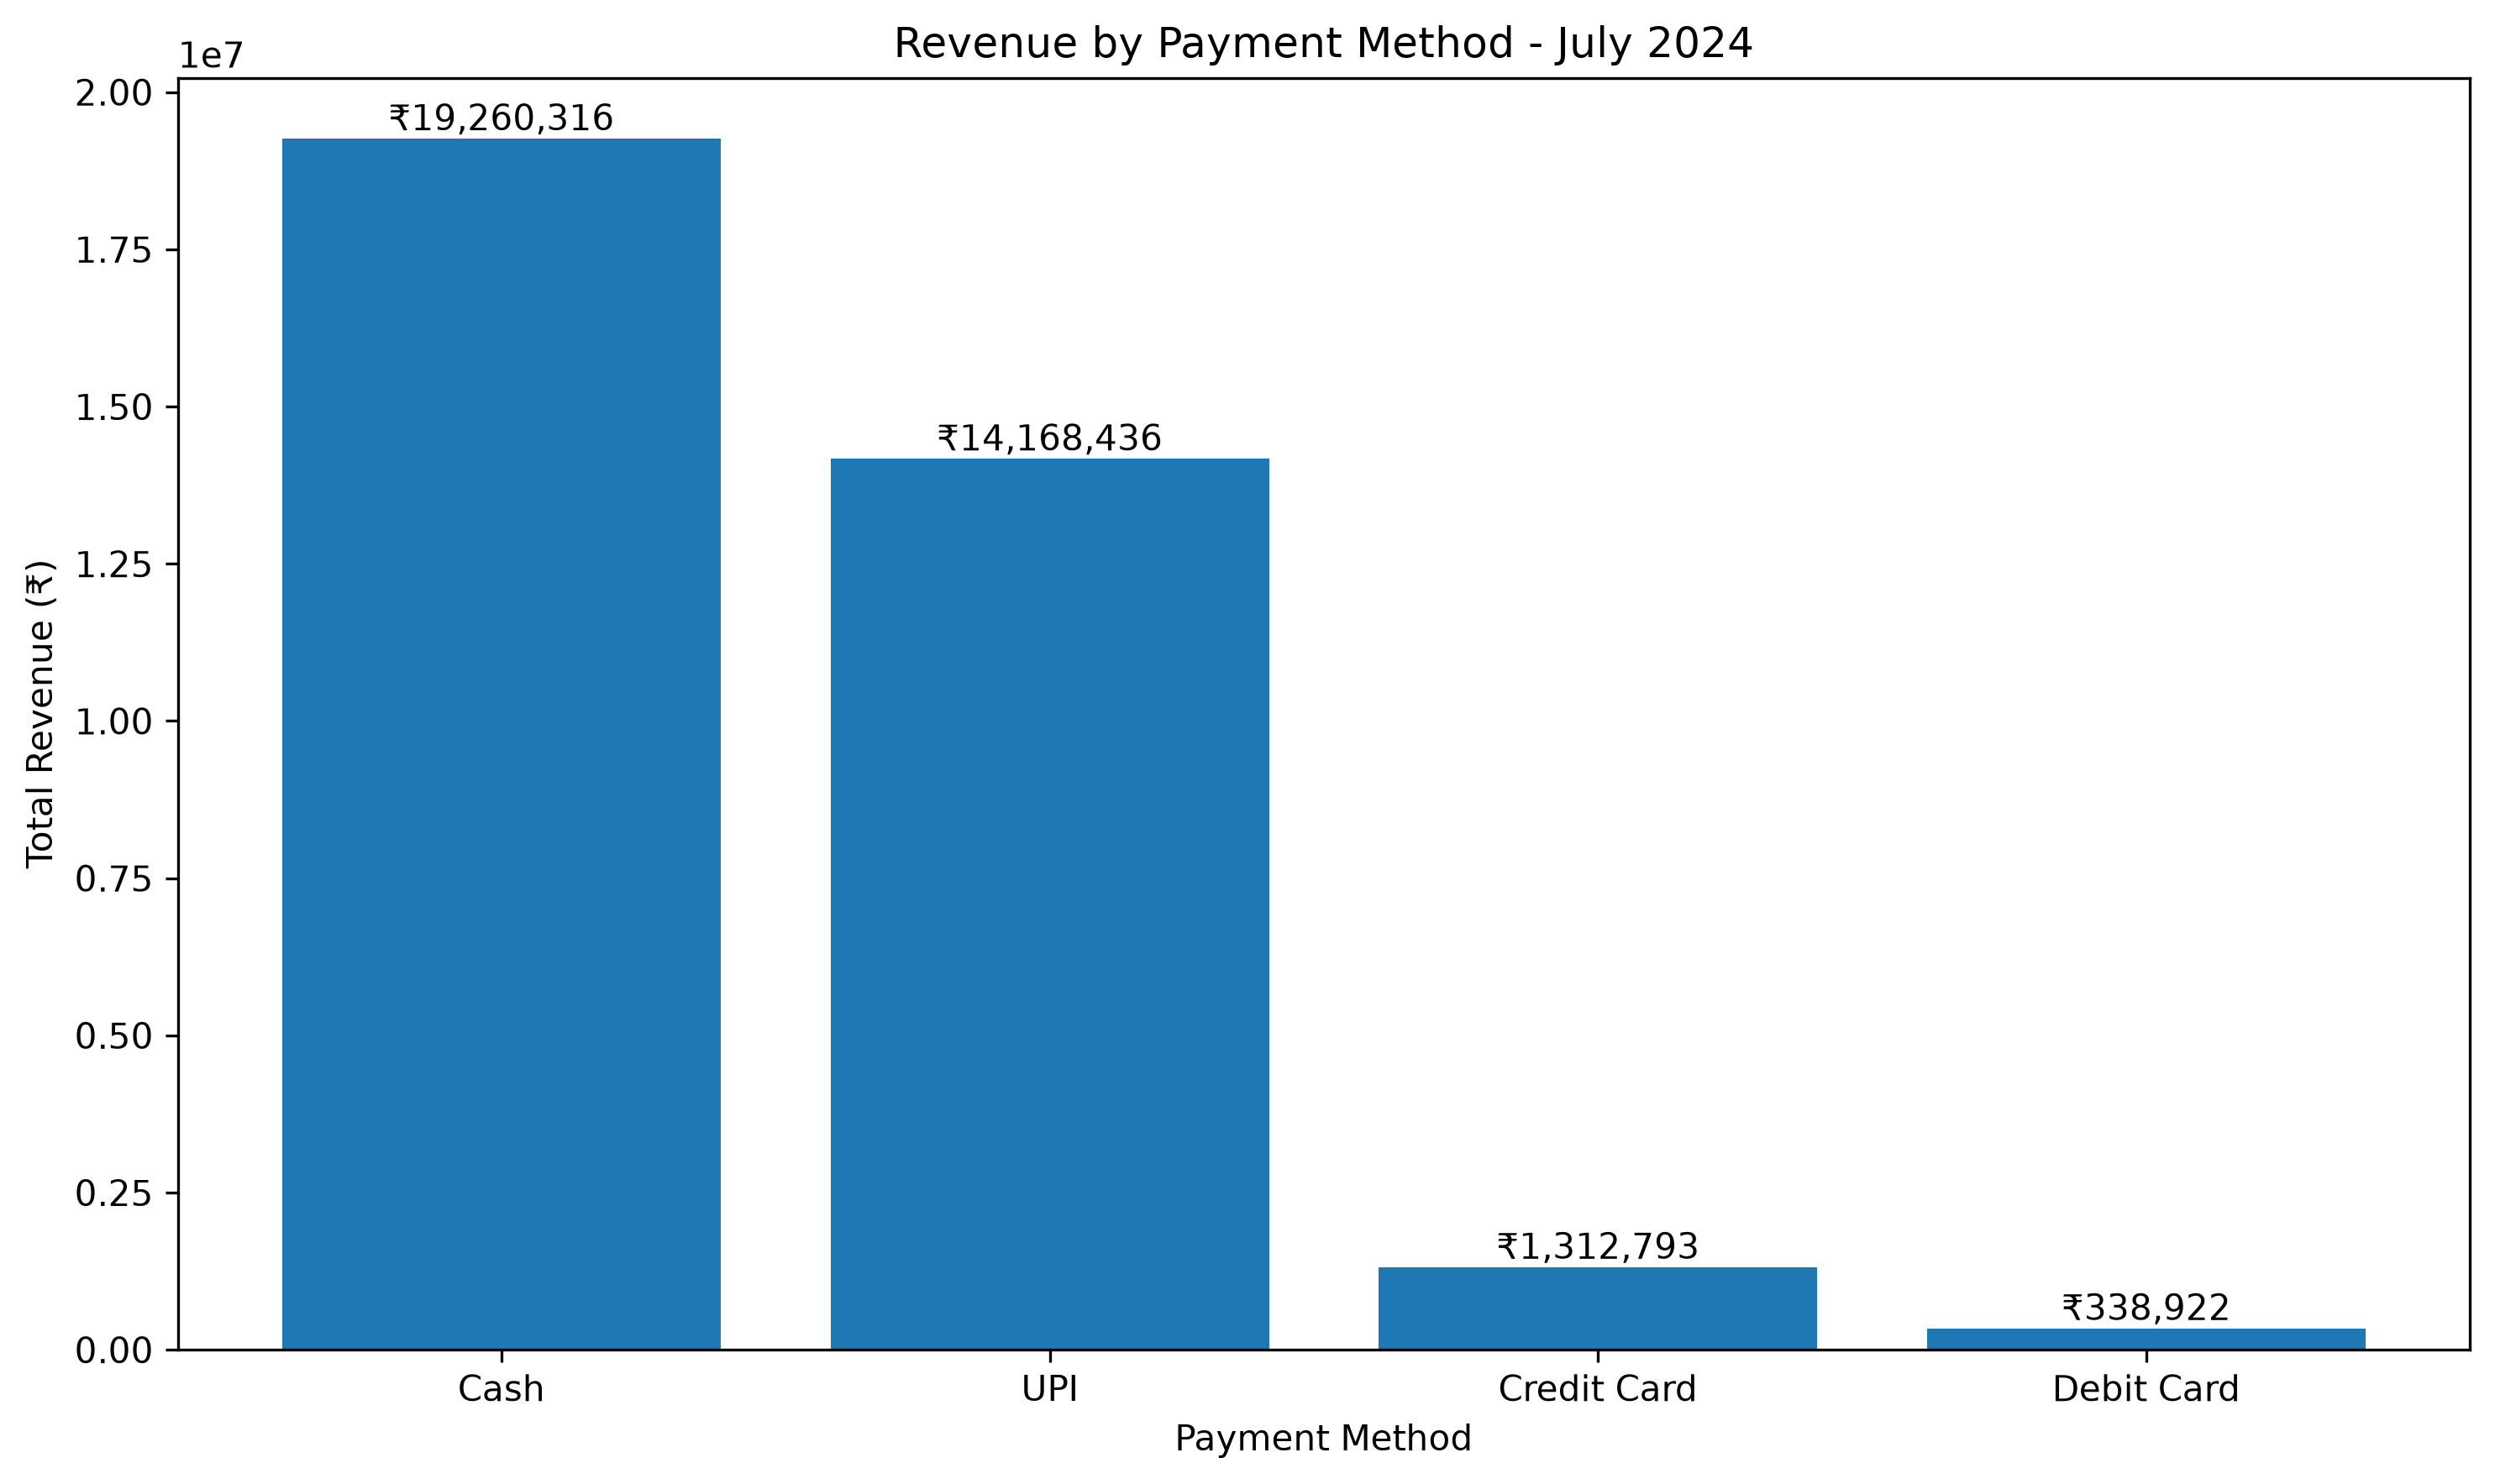 Revenue by Payment Method - July 2024
1e7
2.00
1.75
1.50
1.25
1.00
0.75
0.50
0.25
0.00
Total Revenue (₹)
₹19,260,316
₹14,168,436
₹1,312,793
₹338,922
Cash
UPI
Credit Card
Debit Card
Payment Method